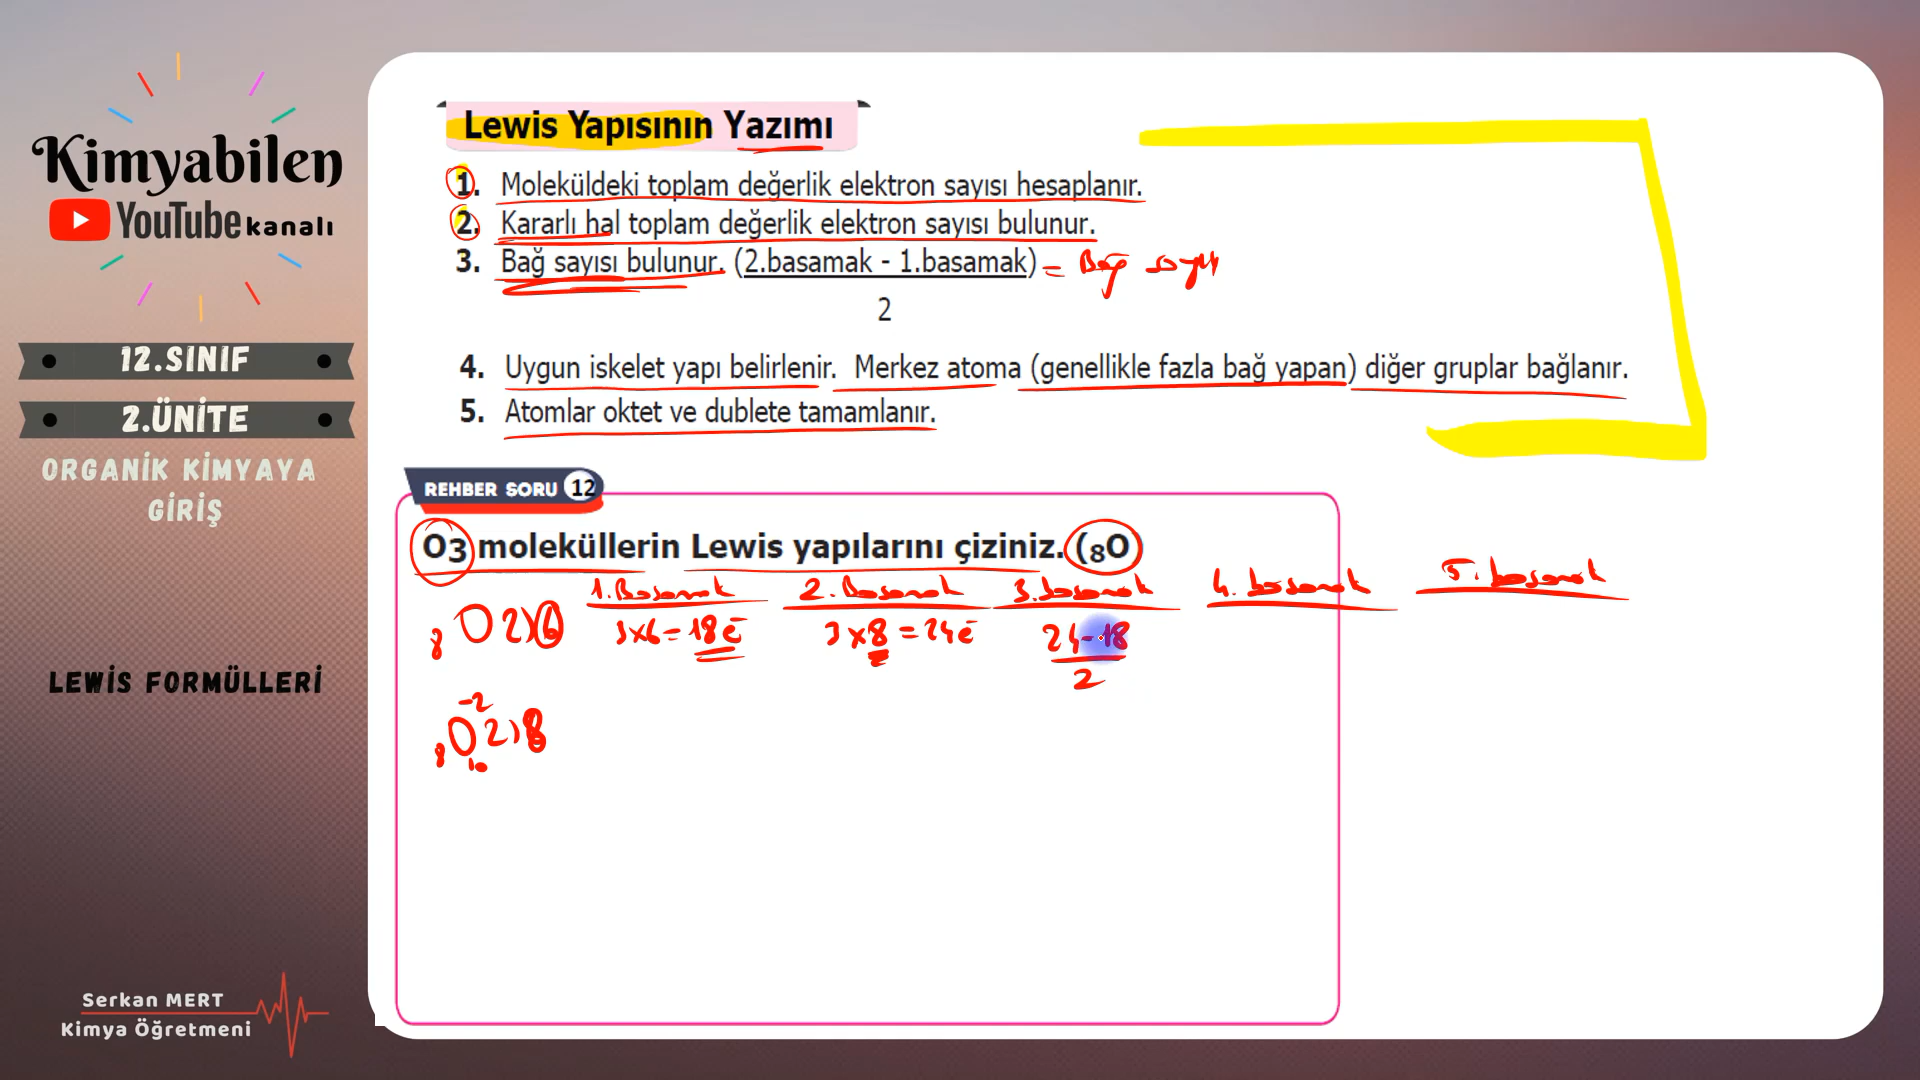 Kimyabilen
YouTube kanalı
12.SINIF
2.ÜNİTE
ORGANİK KİMYAYA
GİRİŞ
LEWİS FORMÜLLERİ
Serkan MERT
Kimya Öğretmeni
Lewis Yapısının Yazımı
1. Moleküldeki toplam değerlik elektron sayısı hesaplanır.
2. Kararlı hal toplam değerlik elektron sayısı bulunur.
3. Bağ sayısı bulunur. (2.basamak - 1.basamak) = Bağ sayısı
2
4. Uygun iskelet yapı belirlenir. Merkez atoma (genellikle fazla bağ yapan) diğer gruplar bağlanır.
5. Atomlar oktet ve dublete tamamlanır.
REHBER SORU 12
O3 moleküllerin Lewis yapılarını çiziniz. (₈O)
1. Basamak 2. Basamak 3. basamak 4. basamak 5. basamak
₈O 2)6 3x6=18e⁻ 3x8=24e⁻ 24-18
2
-2
₈O 2)8
10